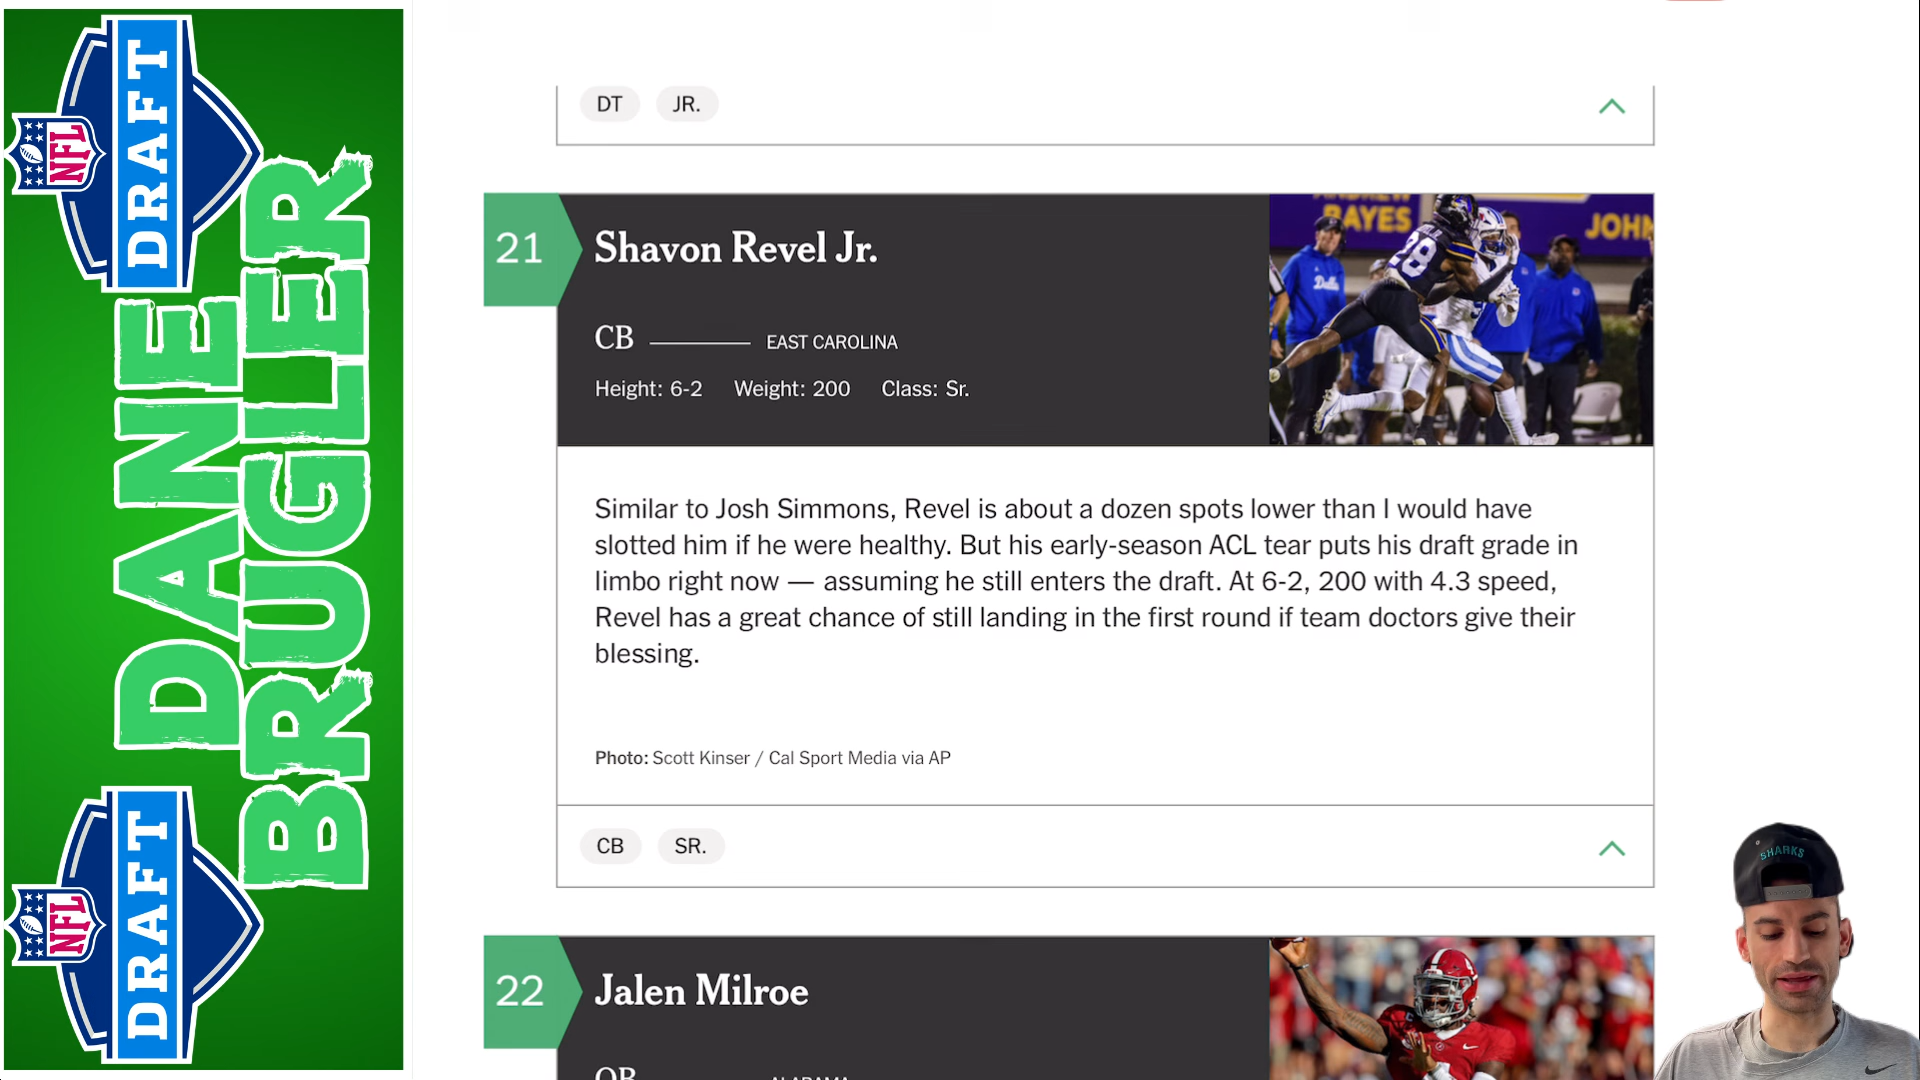 NFL DRAFT
DANE
BRUGLER
NFL DRAFT
DT JR.
21
Shavon Revel Jr.
CB EAST CAROLINA
Height: 6-2 Weight: 200 Class: Sr.
BAYES
JOHN
28
Similar to Josh Simmons, Revel is about a dozen spots lower than I would have
slotted him if he were healthy. But his early-season ACL tear puts his draft grade in
limbo right now — assuming he still enters the draft. At 6-2, 200 with 4.3 speed,
Revel has a great chance of still landing in the first round if team doctors give their
blessing.
Photo: Scott Kinser / Cal Sport Media via AP
CB SR.
22
Jalen Milroe
QB ALABAMA
SHARKS